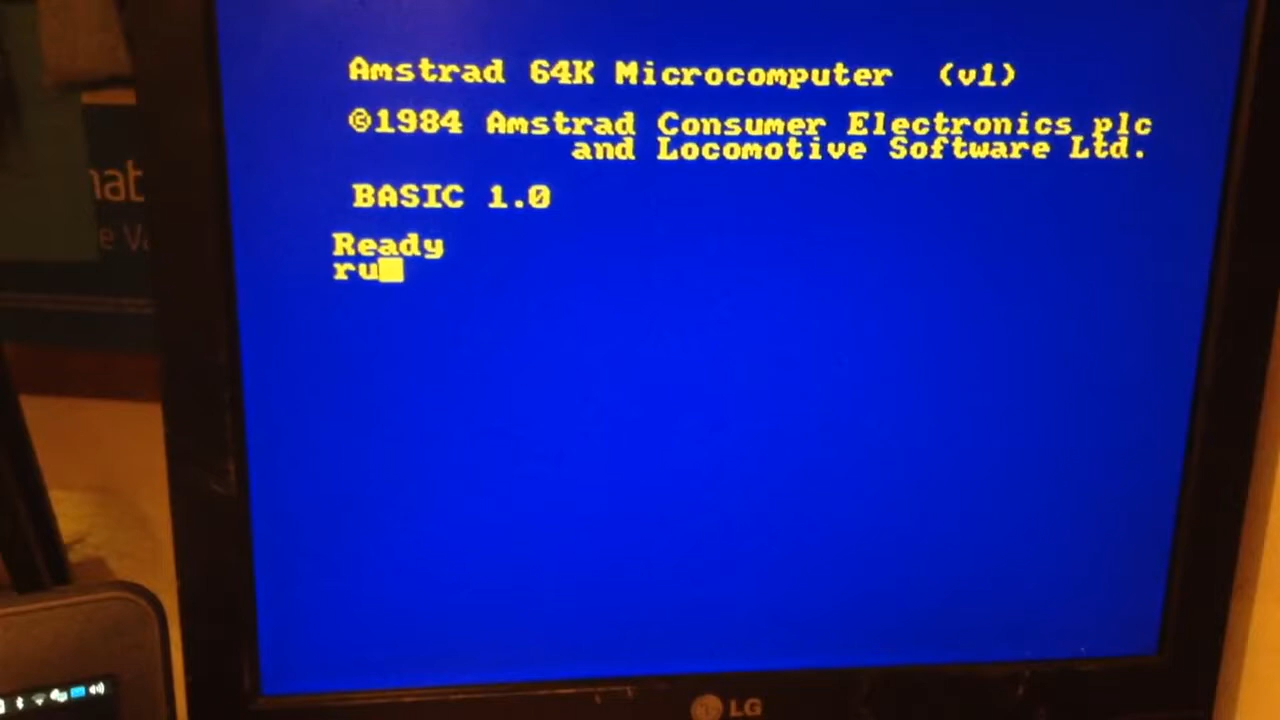 Amstrad 64K Microcomputer (v1)
©1984 Amstrad Consumer Electronics plc
and Locomotive Software Ltd.
BASIC 1.0
Ready
ru
LG